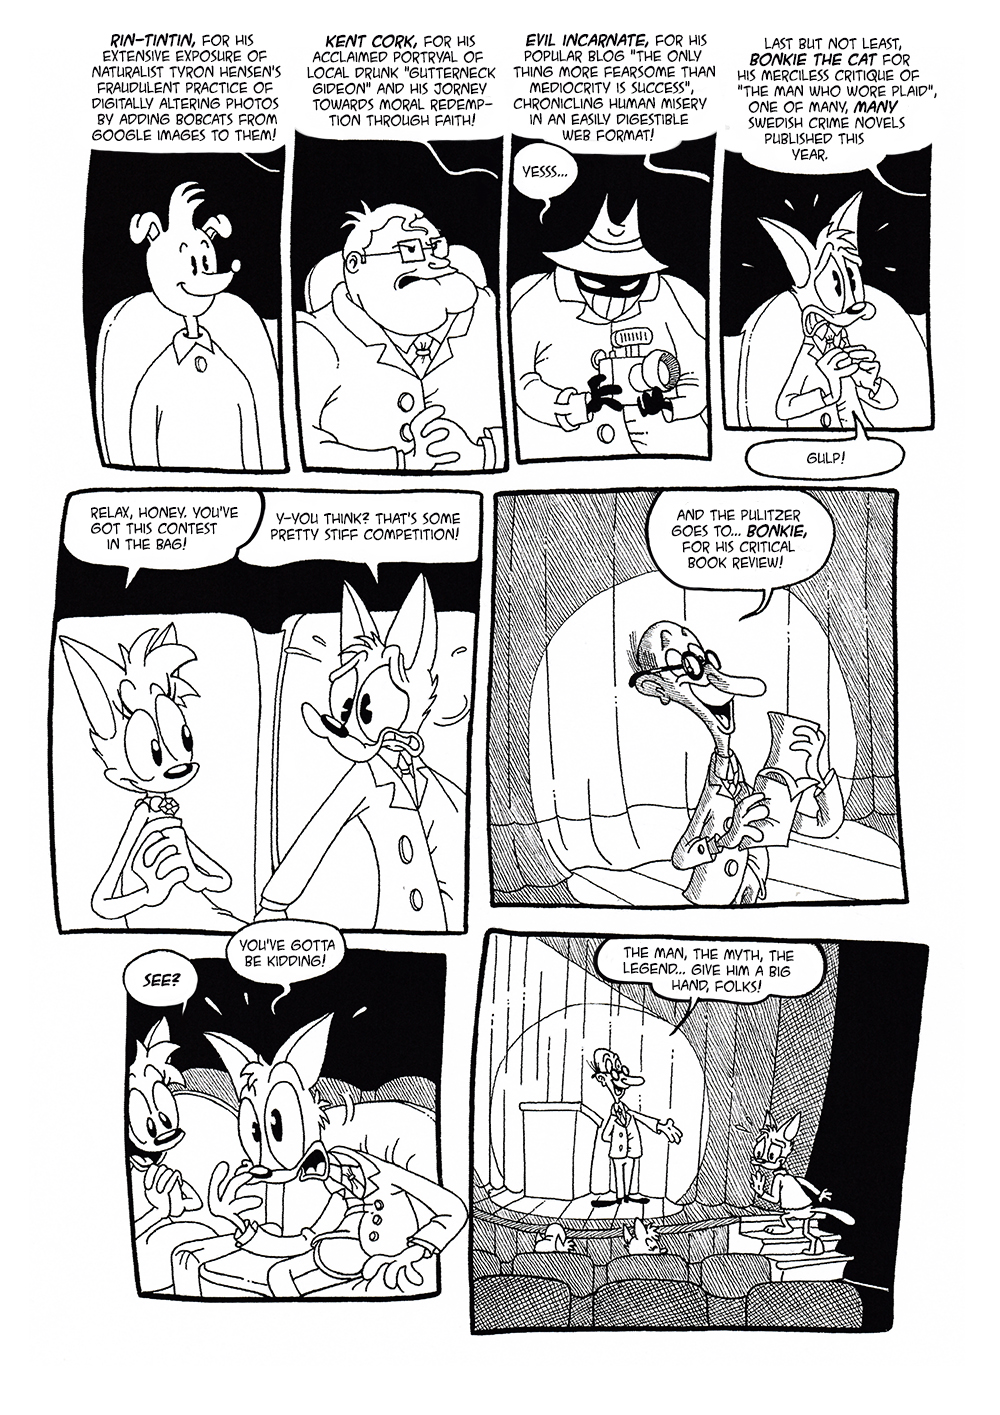 RIN-TINTIN, FOR HIS
EXTENSIVE EXPOSURE OF
NATURALIST TYRON HENSEN'S
FRAUDULENT PRACTICE OF
DIGITALLY ALTERING PHOTOS
BY ADDING BOBCATS FROM
GOOGLE IMAGES TO THEM!
KENT CORK, FOR HIS
ACCLAIMED PORTRYAL OF
LOCAL DRUNK "GUTTERNECK
GIDEON" AND HIS JORNEY
TOWARDS MORAL REDEMP-
TION THROUGH FAITH!
EVIL INCARNATE, FOR HIS
POPULAR BLOG "THE ONLY
THING MORE FEARSOME THAN
MEDIOCRITY IS SUCCESS",
CHRONICLING HUMAN MISERY
IN AN EASILY DIGESTIBLE
WEB FORMAT!
YESSS...
LAST BUT NOT LEAST,
BONKIE THE CAT FOR
HIS MERCILESS CRITIQUE OF
"THE MAN WHO WORE PLAID",
ONE OF MANY, MANY
SWEDISH CRIME NOVELS
PUBLISHED THIS
YEAR.
GULP!
RELAX, HONEY. YOU'VE
GOT THIS CONTEST
IN THE BAG!
Y-YOU THINK? THAT'S SOME
PRETTY STIFF COMPETITION!
AND THE PULITZER
GOES TO... BONKIE,
FOR HIS CRITICAL
BOOK REVIEW!
SEE?
YOU'VE GOTTA
BE KIDDING!
THE MAN, THE MYTH, THE
LEGEND... GIVE HIM A BIG
HAND, FOLKS!